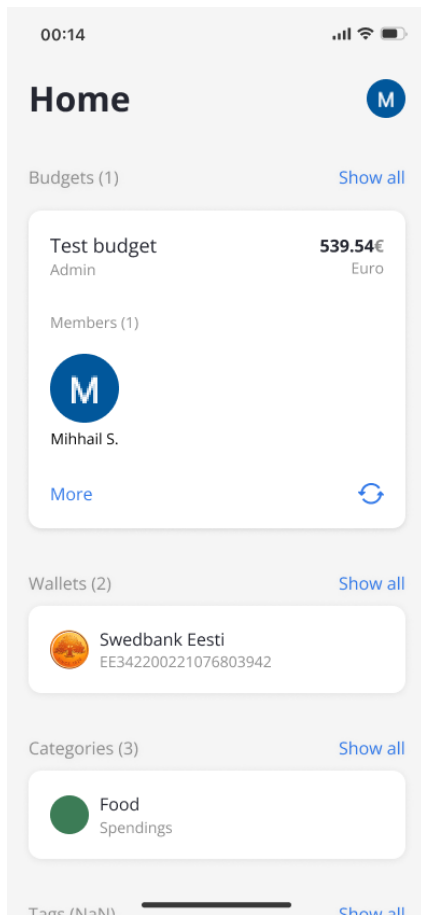 00:14
Home
M
Budgets (1) Show all
Test budget 539.54€
Admin Euro
Members (1)
M
Mihhail S.
More
Wallets (2) Show all
Swedbank Eesti
EE342200221076803942
Categories (3) Show all
Food
Spendings
Tags (NaN) Show all